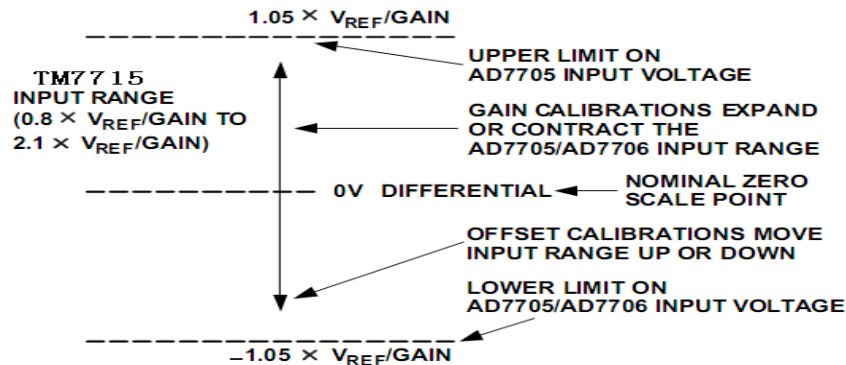 1.05 × VREF/GAIN
UPPER LIMIT ON
AD7705 INPUT VOLTAGE
TM7715
INPUT RANGE
(0.8 × VREF/GAIN TO
2.1 × VREF/GAIN)
GAIN CALIBRATIONS EXPAND
OR CONTRACT THE
AD7705/AD7706 INPUT RANGE
0V DIFFERENTIAL
NOMINAL ZERO
SCALE POINT
OFFSET CALIBRATIONS MOVE
INPUT RANGE UP OR DOWN
LOWER LIMIT ON
AD7705/AD7706 INPUT VOLTAGE
–1.05 × VREF/GAIN